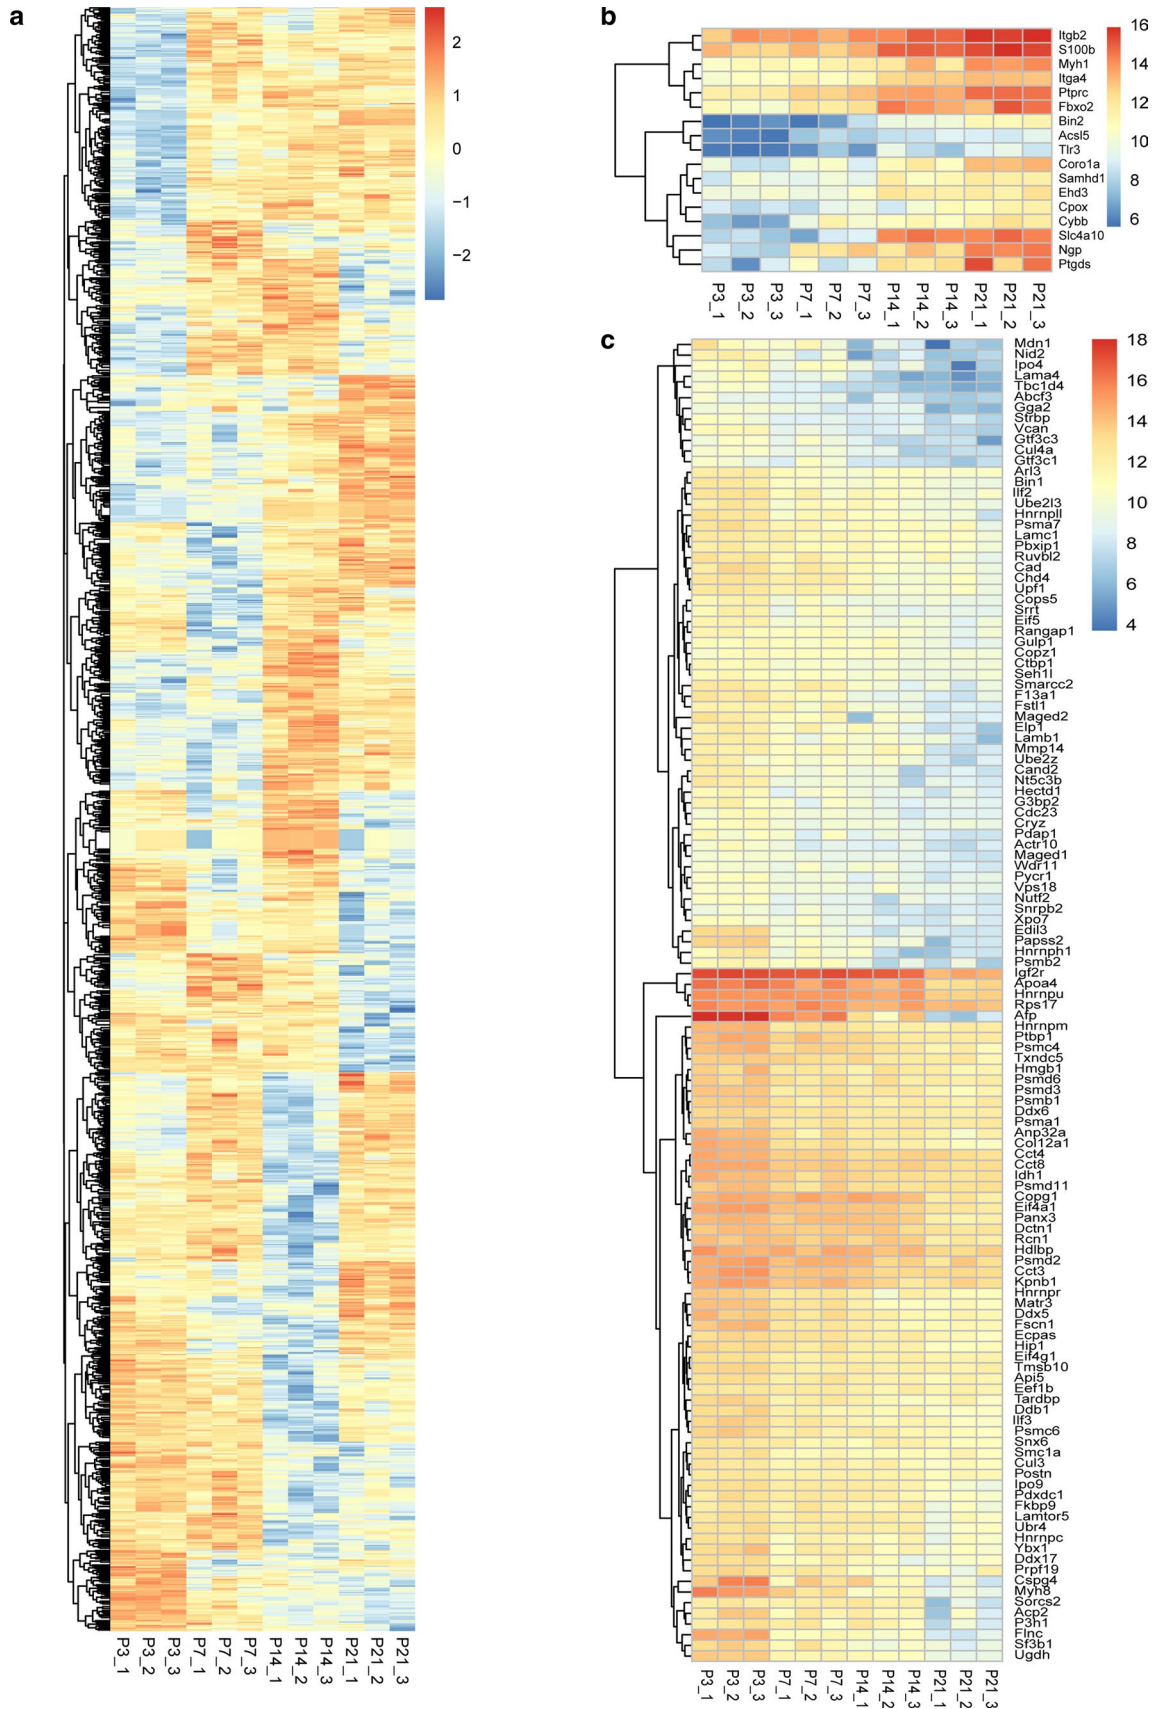 a
2
1
0
−1
−2
P3_1
P3_2
P3_3
P7_1
P7_2
P7_3
P14_1
P14_2
P14_3
P21_1
P21_2
P21_3
b
Itgb2
S100b
Myh1
Itga4
Ptprc
Fbxo2
Bin2
Acsl5
Tlr3
Coro1a
Samhd1
Ehd3
Cpox
Cybb
Slc4a10
Ngp
Ptgds
16
14
12
10
8
6
P3_1
P3_2
P3_3
P7_1
P7_2
P7_3
P14_1
P14_2
P14_3
P21_1
P21_2
P21_3
c
Mdn1
Nid2
Ipo4
Lama4
Tbc1d4
Abcf3
Gga2
Strbp
Vcan
Gtf3c3
Cul4a
Gtf3c1
Arl3
Bin1
Ilf2
Ube2l3
Hnrnpll
Psma7
Lamc1
Pbxip1
Ruvbl2
Cad
Chd4
Upf1
Cops5
Srrt
Eif5
Rangap1
Gulp1
Copz1
Ctbp1
Seh1l
Smarcc2
F13a1
Fstl1
Maged2
Elp1
Lamb1
Mmp14
Ube2z
Cand2
Nt5c3b
Hectd1
G3bp2
Cdc23
Cryz
Pdap1
Actr10
Maged1
Wdr11
Pycr1
Vps18
Nutf2
Snrpb2
Xpo7
Edil3
Papss2
Hnrnph1
Psmb2
Igf2r
Apoa4
Hnrnpu
Rps17
Afp
Hnrnpm
Ptbp1
Psmc4
Txndc5
Hmgb1
Psmd6
Psmd3
Psmb1
Ddx6
Psma1
Anp32a
Col12a1
Cct4
Cct8
Idh1
Psmd11
Copg1
Eif4a1
Panx3
Dctn1
Rcn1
Hdlbp
Psmd2
Cct3
Kpnb1
Hnrnpr
Matr3
Ddx5
Fscn1
Ecpas
Hip1
Eif4g1
Tmsb10
Api5
Eef1b
Tardbp
Ddb1
Ilf3
Psmc6
Snx6
Smc1a
Cul3
Postn
Ipo9
Pdxdc1
Fkbp9
Lamtor5
Ubr4
Hnrnpc
Ybx1
Ddx17
Prpf19
Cspg4
Myh8
Sorcs2
Acp2
P3h1
Flnc
Sf3b1
Ugdh
18
16
14
12
10
8
6
4
P3_1
P3_2
P3_3
P7_1
P7_2
P7_3
P14_1
P14_2
P14_3
P21_1
P21_2
P21_3